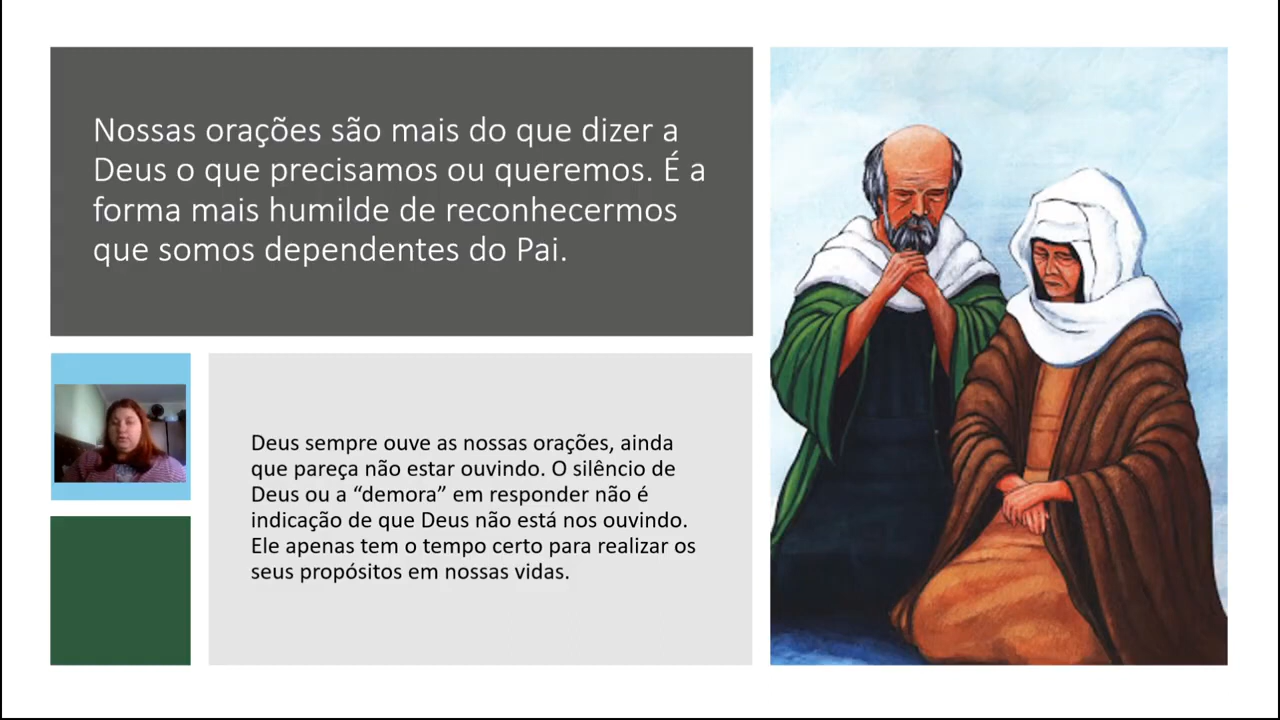 Nossas orações são mais do que dizer a
Deus o que precisamos ou queremos. É a
forma mais humilde de reconhecermos
que somos dependentes do Pai.
Deus sempre ouve as nossas orações, ainda
que pareça não estar ouvindo. O silêncio de
Deus ou a “demora” em responder não é
indicação de que Deus não está nos ouvindo.
Ele apenas tem o tempo certo para realizar os
seus propósitos em nossas vidas.